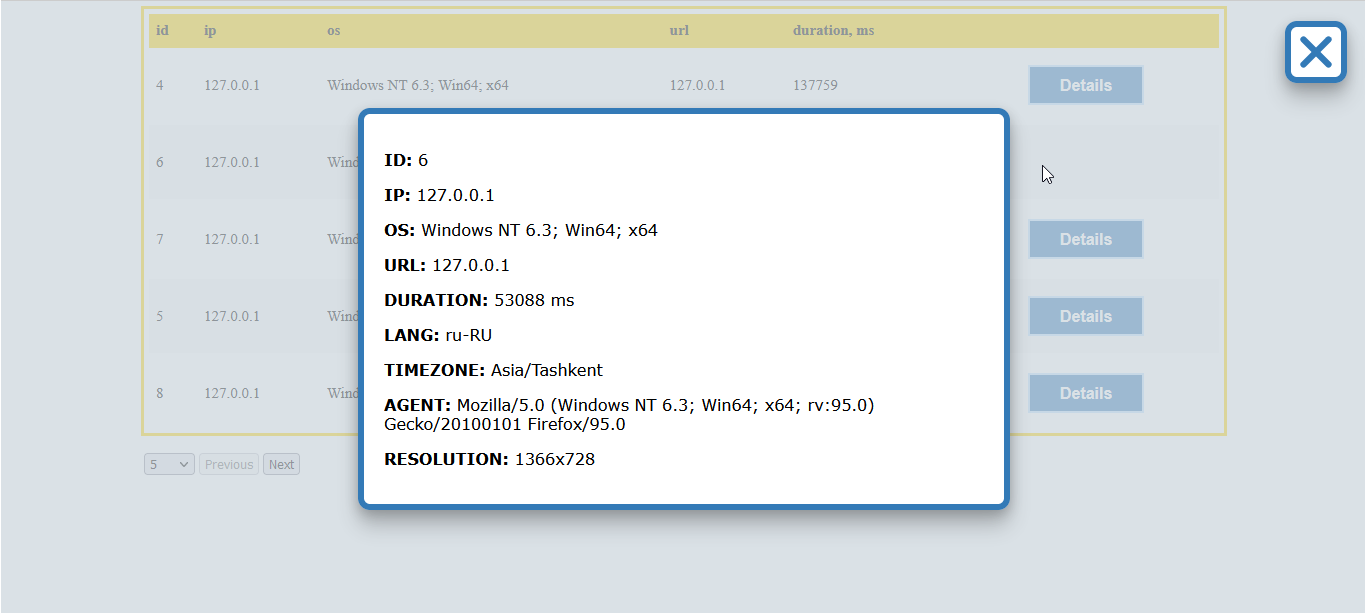 id ip os url duration, ms
4 127.0.0.1 Windows NT 6.3; Win64; x64 127.0.0.1 137759 Details
6 127.0.0.1 Wind
7 127.0.0.1 Wind Details
5 127.0.0.1 Wind Details
8 127.0.0.1 Wind Details
5 Previous Next
ID: 6
IP: 127.0.0.1
OS: Windows NT 6.3; Win64; x64
URL: 127.0.0.1
DURATION: 53088 ms
LANG: ru-RU
TIMEZONE: Asia/Tashkent
AGENT: Mozilla/5.0 (Windows NT 6.3; Win64; x64; rv:95.0)
Gecko/20100101 Firefox/95.0
RESOLUTION: 1366x728